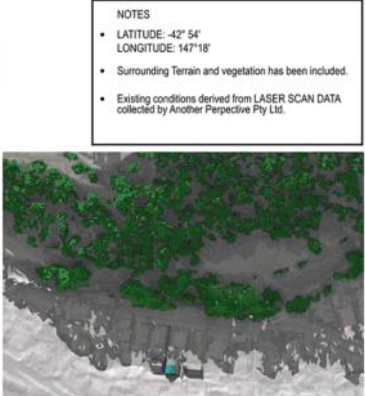 NOTES
• LATITUDE: -42° 54'
LONGITUDE: 147°18'
• Surrounding Terrain and vegetation has been included.
• Existing conditions derived from LASER SCAN DATA
collected by Another Perpective Pty Ltd.